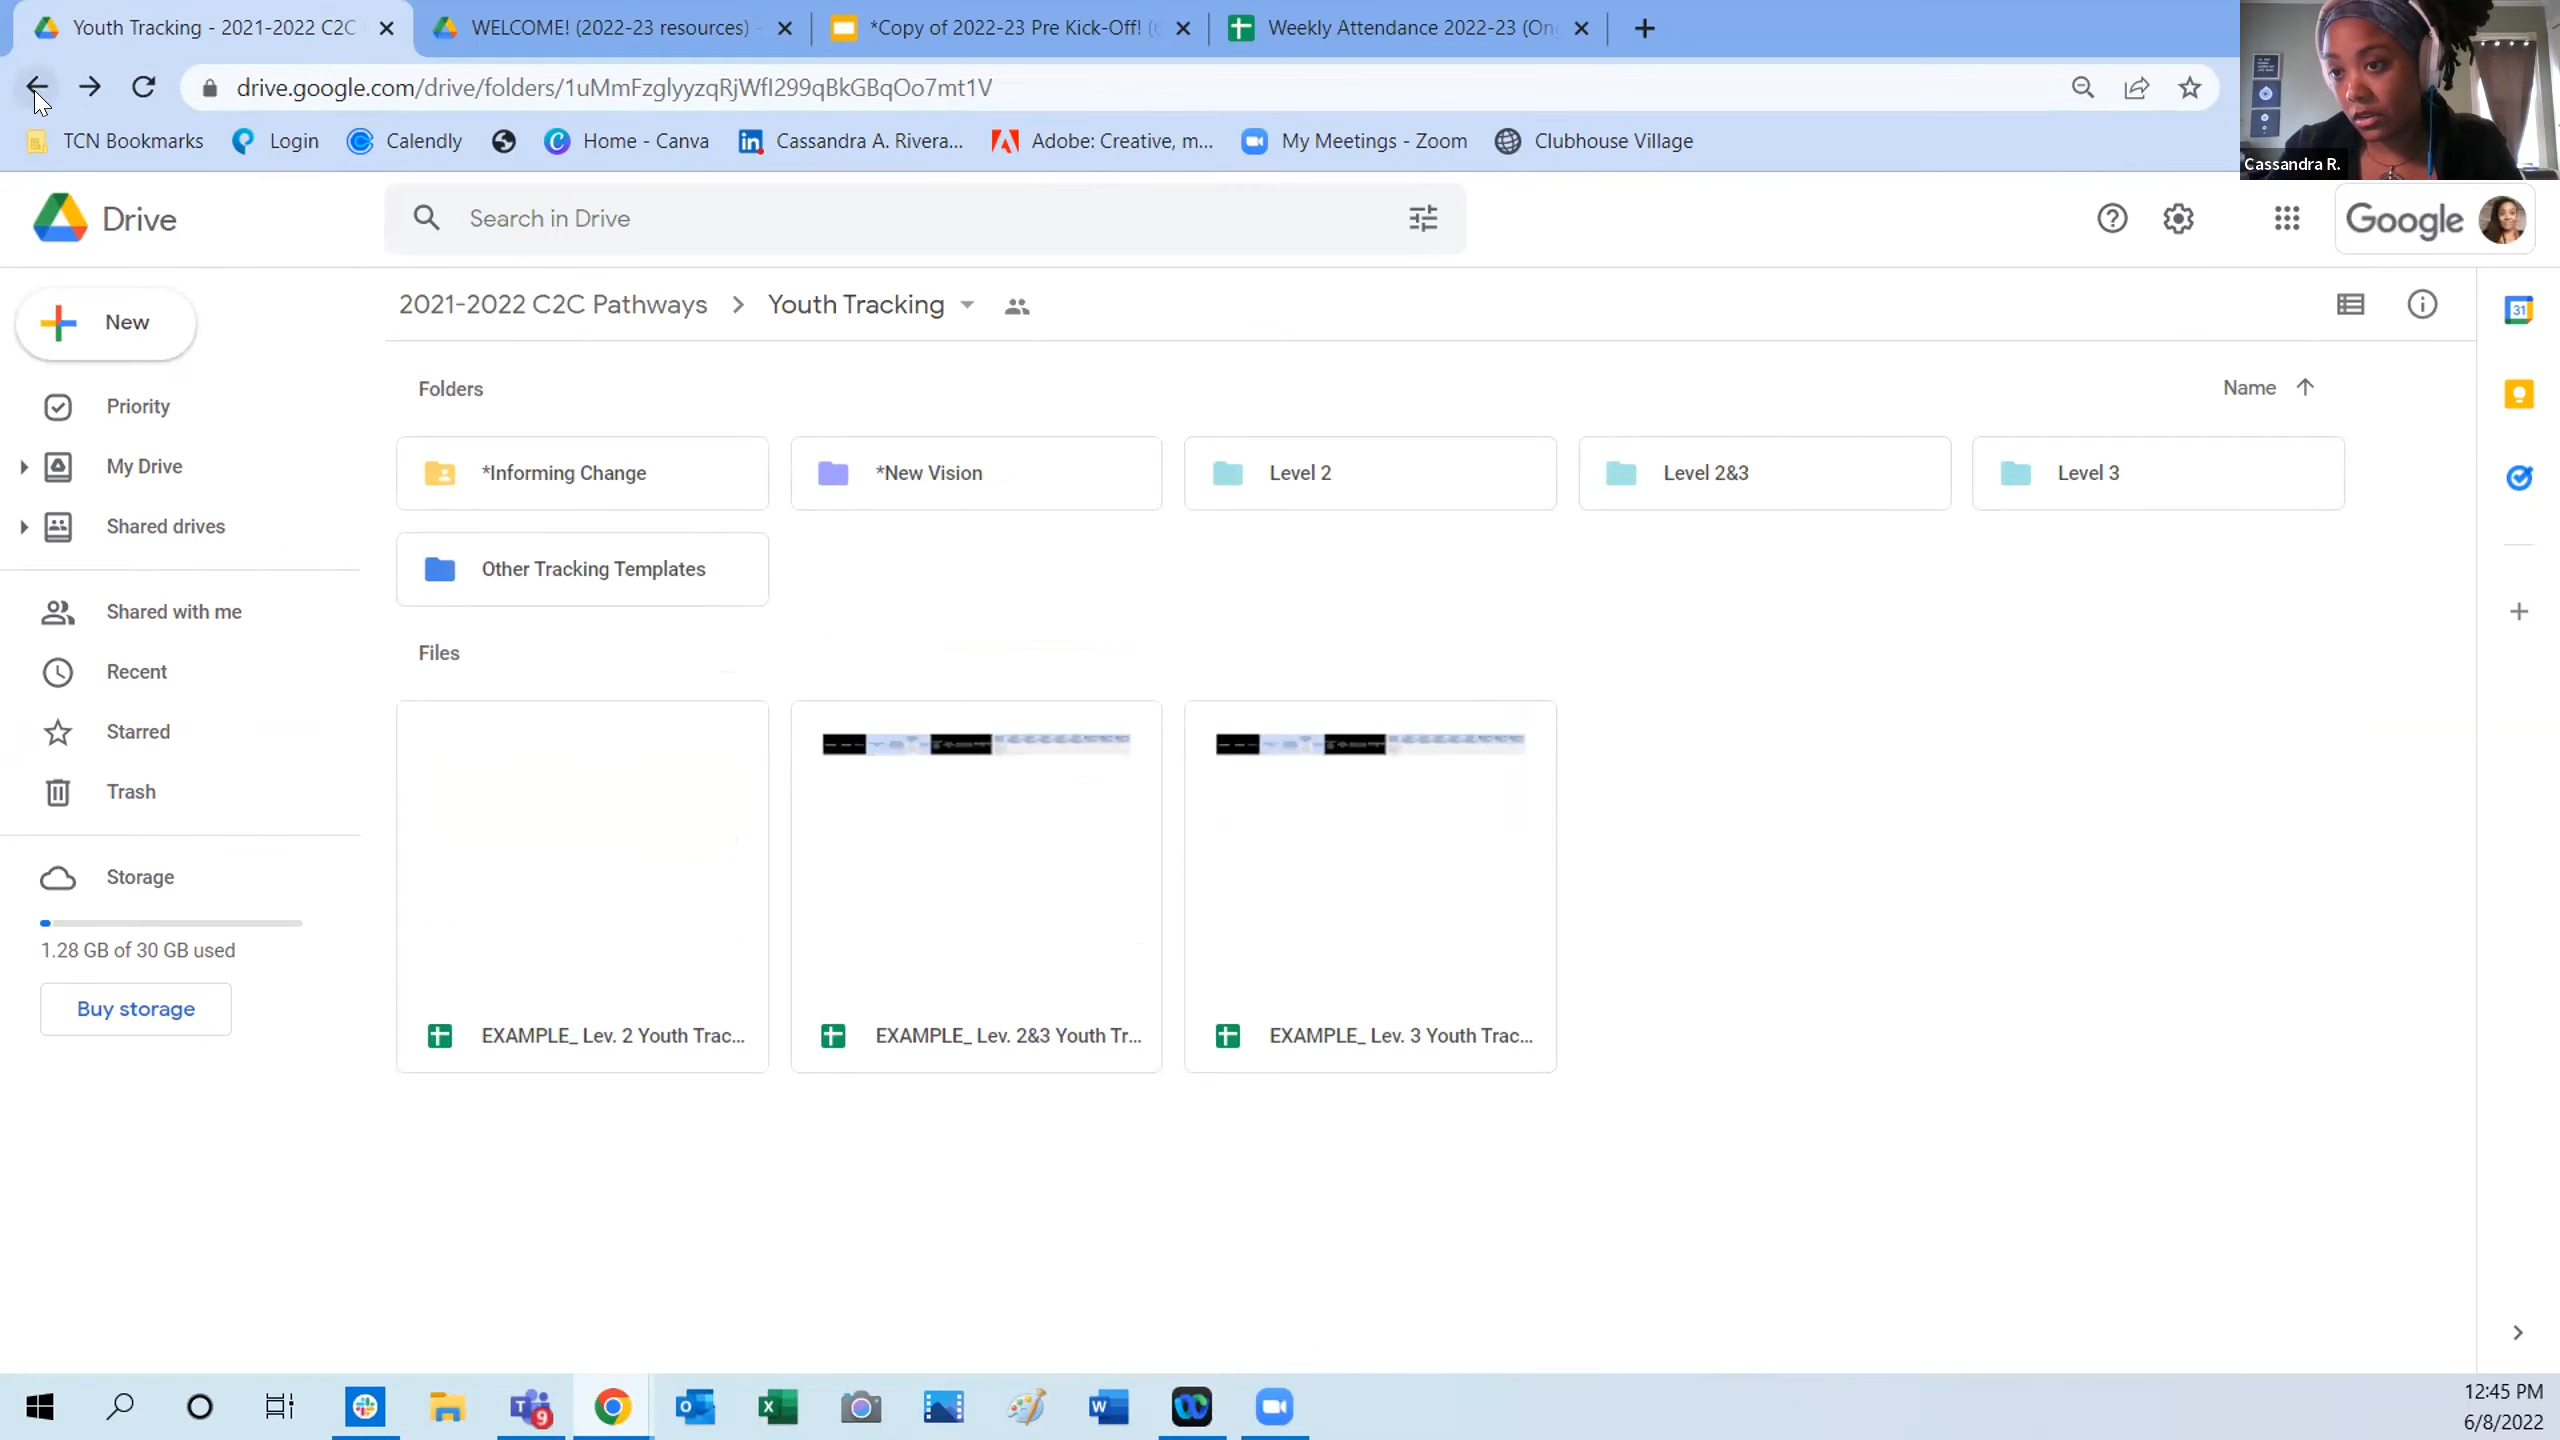 Youth Tracking - 2021-2022 C2C
WELCOME! (2022-23 resources) -
*Copy of 2022-23 Pre Kick-Off! (6
Weekly Attendance 2022-23 (On
drive.google.com/drive/folders/1uMmFzglyyzqRjWfI299qBkGBqOo7mt1V
TCN Bookmarks
Login
Calendly
Home - Canva
Cassandra A. Rivera...
Adobe: Creative, m...
My Meetings - Zoom
Clubhouse Village
Cassandra R.
Drive
Search in Drive
Google
New
2021-2022 C2C Pathways
Youth Tracking
Folders
Name
Priority
My Drive
Shared drives
Shared with me
Recent
Starred
Trash
Storage
1.28 GB of 30 GB used
Buy storage
*Informing Change
*New Vision
Level 2
Level 2&3
Level 3
Other Tracking Templates
Files
EXAMPLE_ Lev. 2 Youth Trac...
EXAMPLE_ Lev. 2&3 Youth Tr...
EXAMPLE_ Lev. 3 Youth Trac...
31
9
12:45 PM
6/8/2022